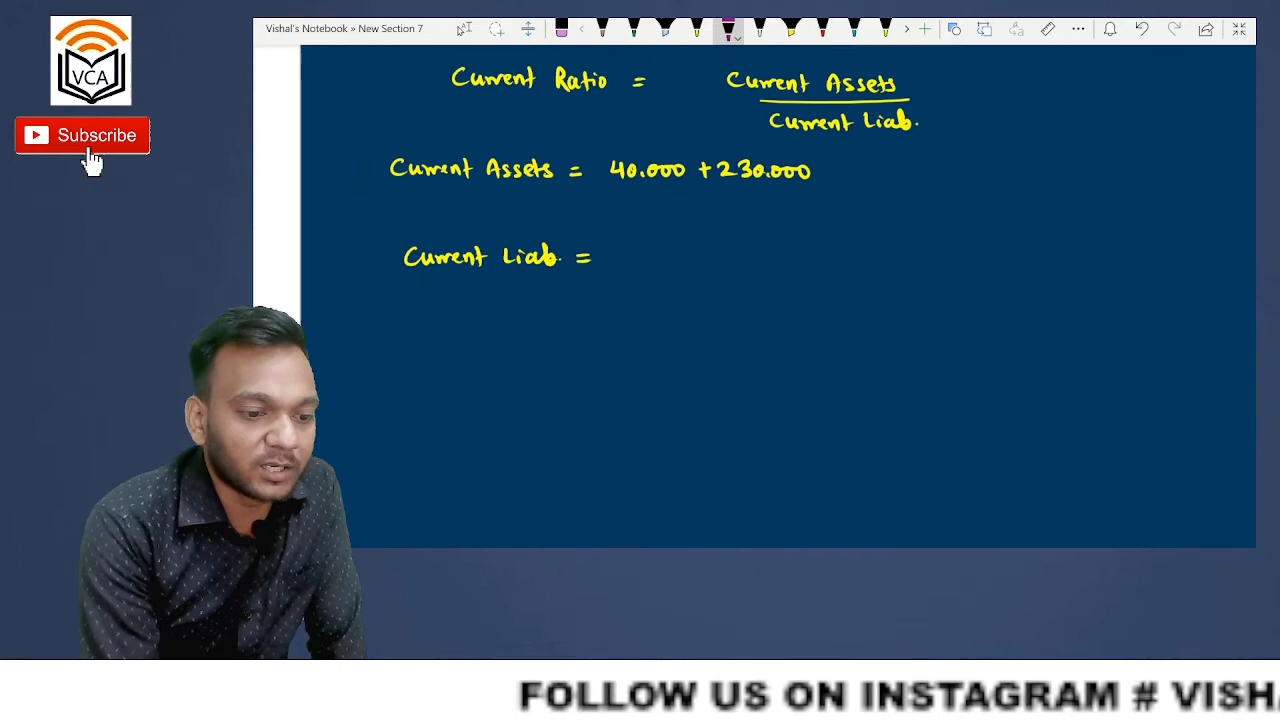 VCA
Subscribe
Vishal's Notebook » New Section 7
Current Ratio = Current Assets
Current Liab.
Current Assets = 40.000 + 230.000
Current Liab. =
FOLLOW US ON INSTAGRAM # VISH